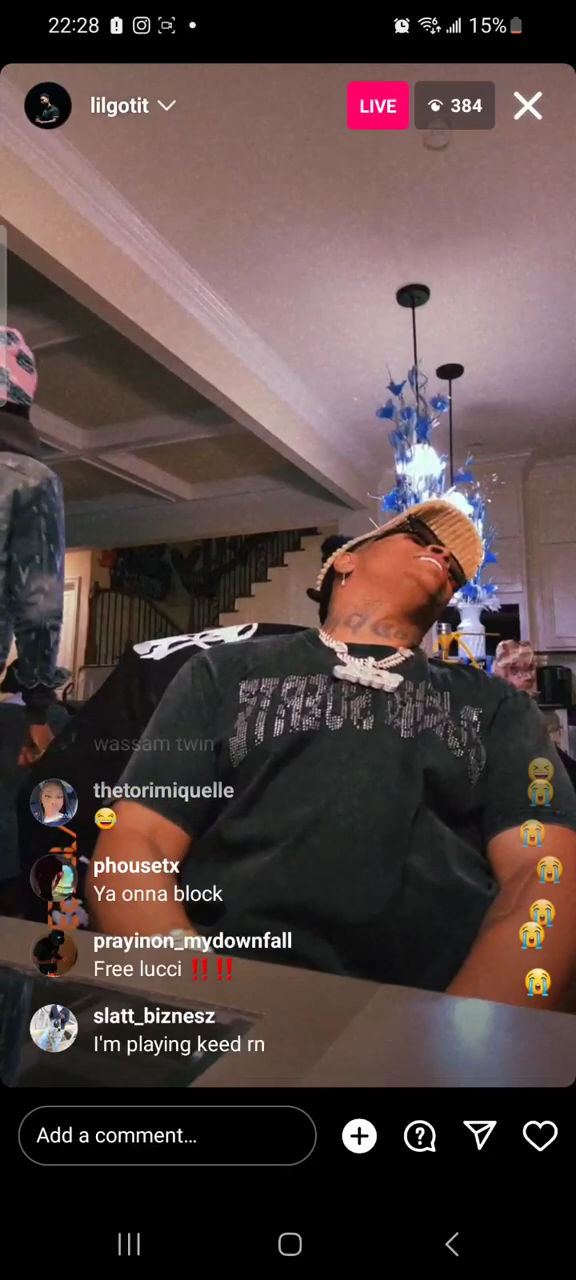 22:28
15%
lilgotit
LIVE
384
wassam twin
thetorimiquelle
😂
phousetx
Ya onna block
prayinon_mydownfall
Free lucci ‼️‼️
slatt_biznesz
I'm playing keed rn
Add a comment...